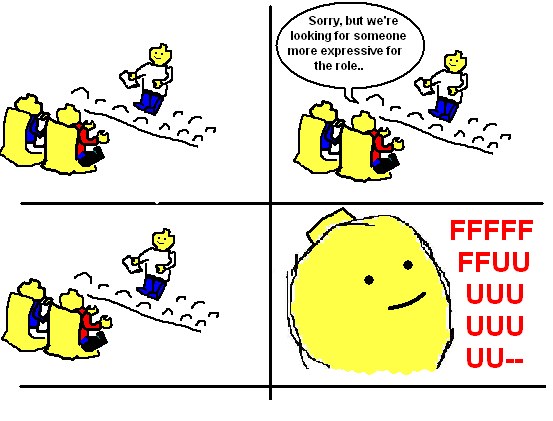 Sorry, but we're
looking for someone
more expressive for
the role..
FFFFF
FFUU
UUU
UUU
UU--